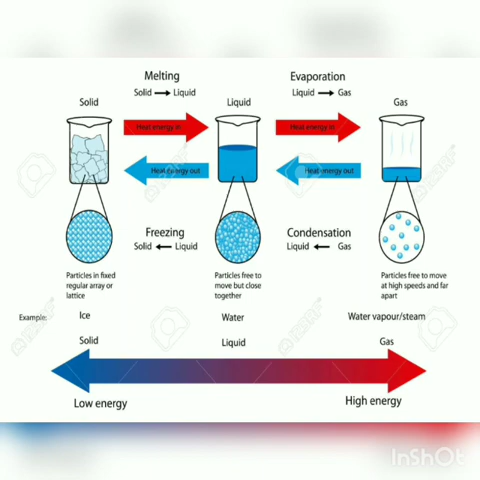 Melting
Evaporation
Solid → Liquid
Liquid → Gas
Solid
Liquid
Gas
Heat energy in
Heat energy in
Heat energy out
Heat energy out
Freezing
Condensation
Solid ← Liquid
Liquid ← Gas
Particles in fixed
regular array or
lattice
Particles free to
move but close
together
Particles free to move
at high speeds and far
apart
Example:
Ice
Water
Water vapour/steam
Solid
Liquid
Gas
Low energy
High energy
InShOt